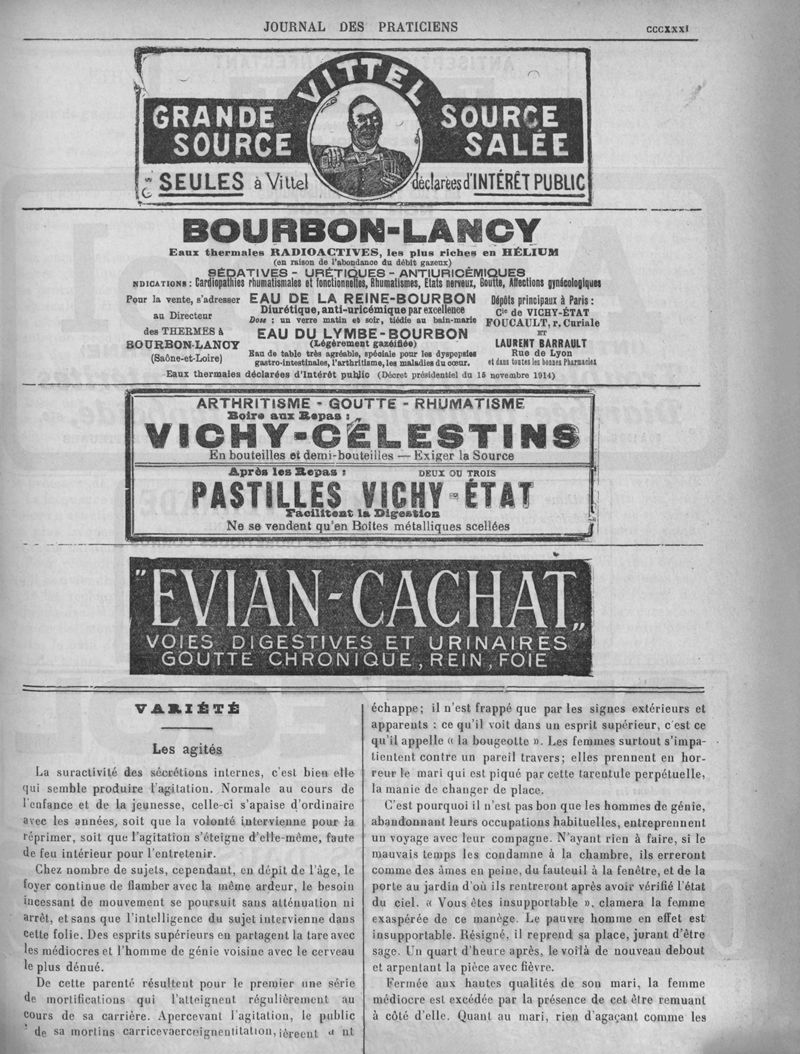 JOURNAL DES PRATICIENS
CCCXXXI
VITTEL
GRANDE
SOURCE
SOURCE
SALÉE
SEULES à Vittel
déclarées d'INTÉRÊT PUBLIC
BOURBON-LANCY
Eaux thermales RADIOACTIVES, les plus riches en HÉLIUM
(en raison de l'abondance du débit gazeux)
SÉDATIVES - URÉTIQUES - ANTIURICÉMIQUES
NDICATIONS : Cardiopathies rhumatismales et fonctionnelles, Rhumatismes, Etats nerveux, Goutte, Affections gynécologiques
Pour la vente, s'adresser
au Directeur
des THERMES à
BOURBON-LANCY
(Saône-et-Loire)
EAU DE LA REINE-BOURBON
Diurétique, anti-uricémique par excellence
Dose : un verre matin et soir, tiédie au bain-marie
EAU DU LYMBE-BOURBON
(Légèrement gazéifiée)
Eau de table très agréable, spéciale pour les dyspepsies
gastro-intestinales, l'arthritisme, les maladies du cœur.
Dépôts principaux à Paris :
Cie de VICHY-ÉTAT
FOUCAULT, r. Curiale
ET
LAURENT BARRAULT
Rue de Lyon
et dans toutes les bonnes Pharmacies
Eaux thermales déclarées d'Intérêt public (Décret présidentiel du 15 novembre 1914)
ARTHRITISME - GOUTTE - RHUMATISME
Boire aux Repas :
VICHY-CÉLESTINS
En bouteilles et demi-bouteilles — Exiger la Source
Après les Repas :
DEUX OU TROIS
PASTILLES VICHY-ÉTAT
Facilitent la Digestion
Ne se vendent qu'en Boîtes métalliques scellées
"EVIAN-CACHAT„
VOIES DIGESTIVES ET URINAIRES
GOUTTE CHRONIQUE, REIN, FOIE
VARIÉTÉ
Les agités
La suractivité des sécrétions internes, c'est bien elle
qui semble produire l'agitation. Normale au cours de
l'enfance et de la jeunesse, celle-ci s'apaise d'ordinaire
avec les années, soit que la volonté intervienne pour la
réprimer, soit que l'agitation s'éteigne d'elle-même, faute
de feu intérieur pour l'entretenir.
Chez nombre de sujets, cependant, en dépit de l'âge, le
foyer continue de flamber avec la même ardeur, le besoin
incessant de mouvement se poursuit sans atténuation ni
arrêt, et sans que l'intelligence du sujet intervienne dans
cette folie. Des esprits supérieurs en partagent la tare avec
les médiocres et l'homme de génie voisine avec le cerveau
le plus dénué.
De cette parenté résultent pour le premier une série
de mortifications qui l'atteignent régulièrement au
cours de sa carrière. Apercevant l'agitation, le public
de sa
échappe ; il n'est frappé que par les signes extérieurs et
apparents : ce qu'il voit dans un esprit supérieur, c'est ce
qu'il appelle « la bougeotte ». Les femmes surtout s'impa-
tientent contre un pareil travers ; elles prennent en hor-
reur le mari qui est piqué par cette tarentule perpétuelle,
la manie de changer de place.
C'est pourquoi il n'est pas bon que les hommes de génie,
abandonnant leurs occupations habituelles, entreprennent
un voyage avec leur compagne. N'ayant rien à faire, si le
mauvais temps les condamne à la chambre, ils erreront
comme des âmes en peine, du fauteuil à la fenêtre, et de la
porte au jardin d'où ils rentreront après avoir vérifié l'état
du ciel. « Vous êtes insupportable », clamera la femme
exaspérée de ce manège. Le pauvre homme en effet est
insupportable. Résigné, il reprend sa place, jurant d'être
sage. Un quart d'heure après, le voilà de nouveau debout
et arpentant la pièce avec fièvre.
Fermée aux hautes qualités de son mari, la femme
médiocre est excédée par la présence de cet être remuant
à côté d'elle. Quant au mari, rien d'agaçant comme les